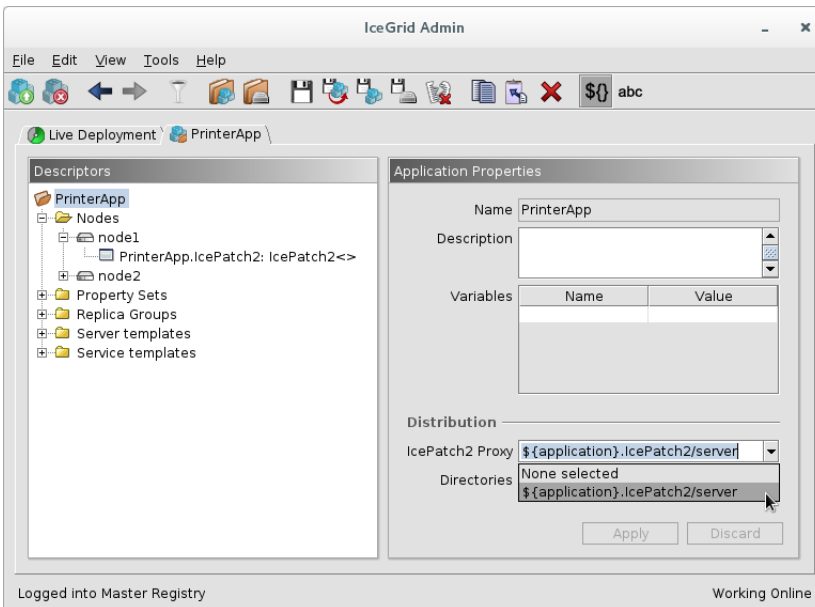 IceGrid Admin
File Edit View Tools Help
${} abc
Live Deployment PrinterApp
Descriptors
PrinterApp
Nodes
node1
PrinterApp.IcePatch2: IcePatch2<>
node2
Property Sets
Replica Groups
Server templates
Service templates
Application Properties
Name PrinterApp
Description
Variables Name Value
Distribution
IcePatch2 Proxy ${application}.IcePatch2/server
None selected
Directories ${application}.IcePatch2/server
Apply Discard
Logged into Master Registry Working Online